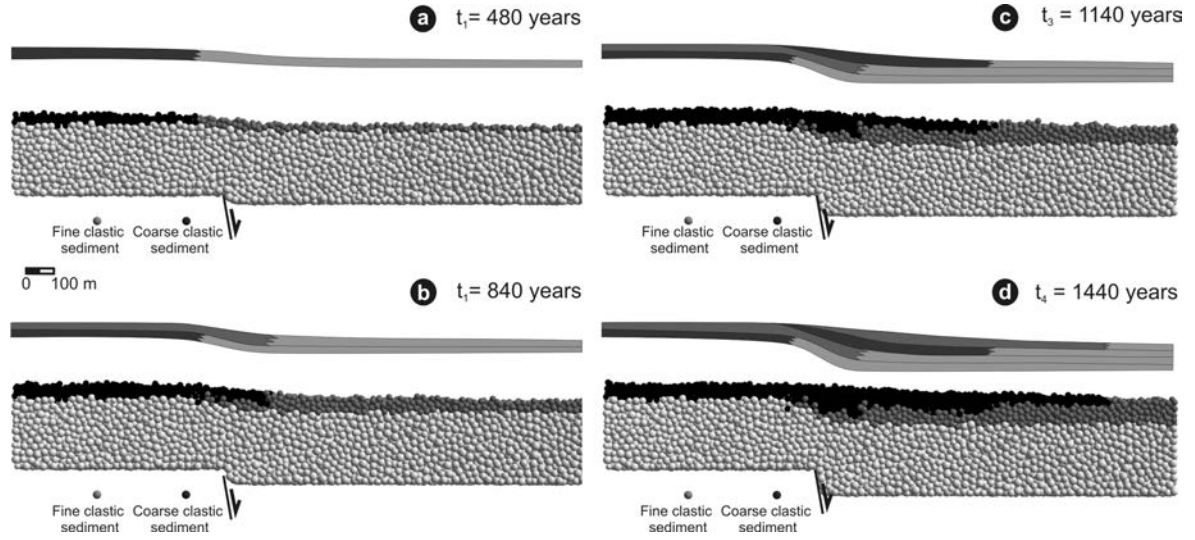 a t₁= 480 years
Fine clastic sediment
Coarse clastic sediment
0 100 m
b t₁= 840 years
Fine clastic sediment
Coarse clastic sediment
c t₃ = 1140 years
Fine clastic sediment
Coarse clastic sediment
d t₄ = 1440 years
Fine clastic sediment
Coarse clastic sediment